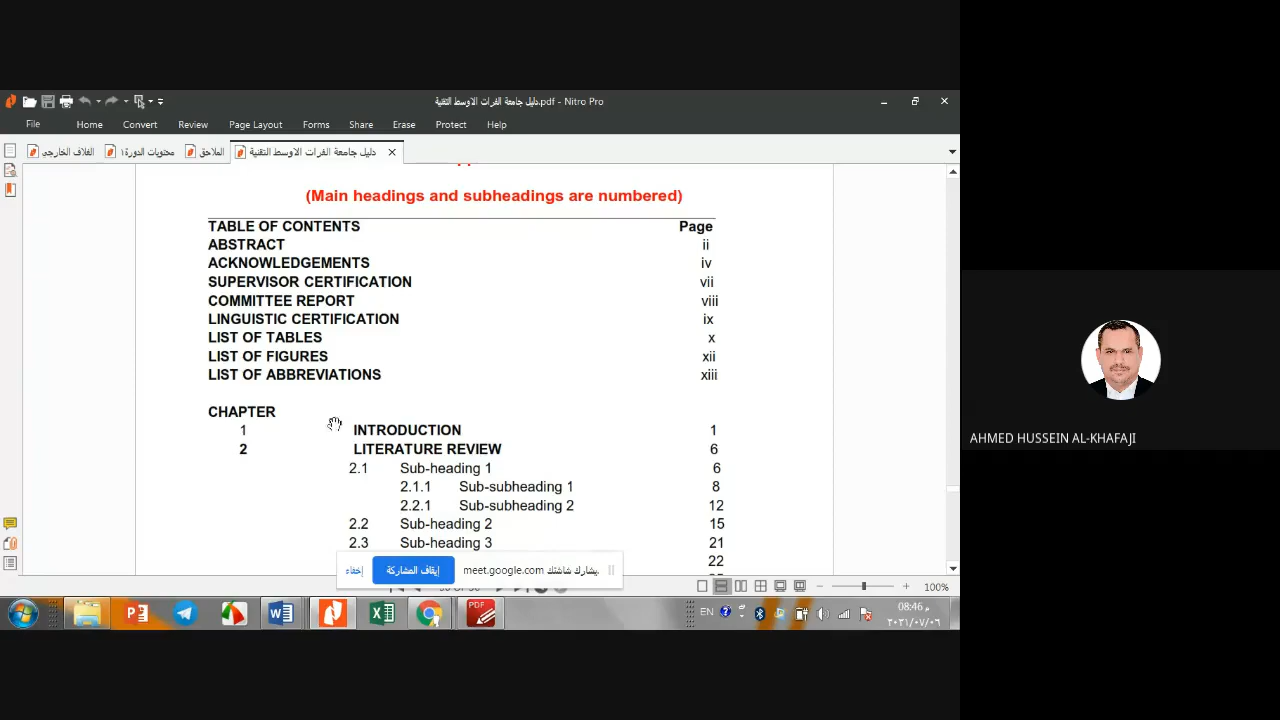 دليل جامعة الفرات الاوسط التقنية.pdf - Nitro Pro
File Home Convert Review Page Layout Forms Share Erase Protect Help
الغلاف الخارجي محتويات الدورة١ الملاحق دليل جامعة الفرات الاوسط التقنية
(Main headings and subheadings are numbered)
TABLE OF CONTENTS Page
ABSTRACT ii
ACKNOWLEDGEMENTS iv
SUPERVISOR CERTIFICATION vii
COMMITTEE REPORT viii
LINGUISTIC CERTIFICATION ix
LIST OF TABLES x
LIST OF FIGURES xii
LIST OF ABBREVIATIONS xiii
CHAPTER
1 INTRODUCTION 1
2 LITERATURE REVIEW 6
2.1 Sub-heading 1 6
2.1.1 Sub-subheading 1 8
2.2.1 Sub-subheading 2 12
2.2 Sub-heading 2 15
2.3 Sub-heading 3 21
22
إخفاء إيقاف المشاركة meet.google.com يشارك شاشتك.
100%
EN
08:46 م
٢٠٢١/٠٧/٠٦
PDF
AHMED HUSSEIN AL-KHAFAJI